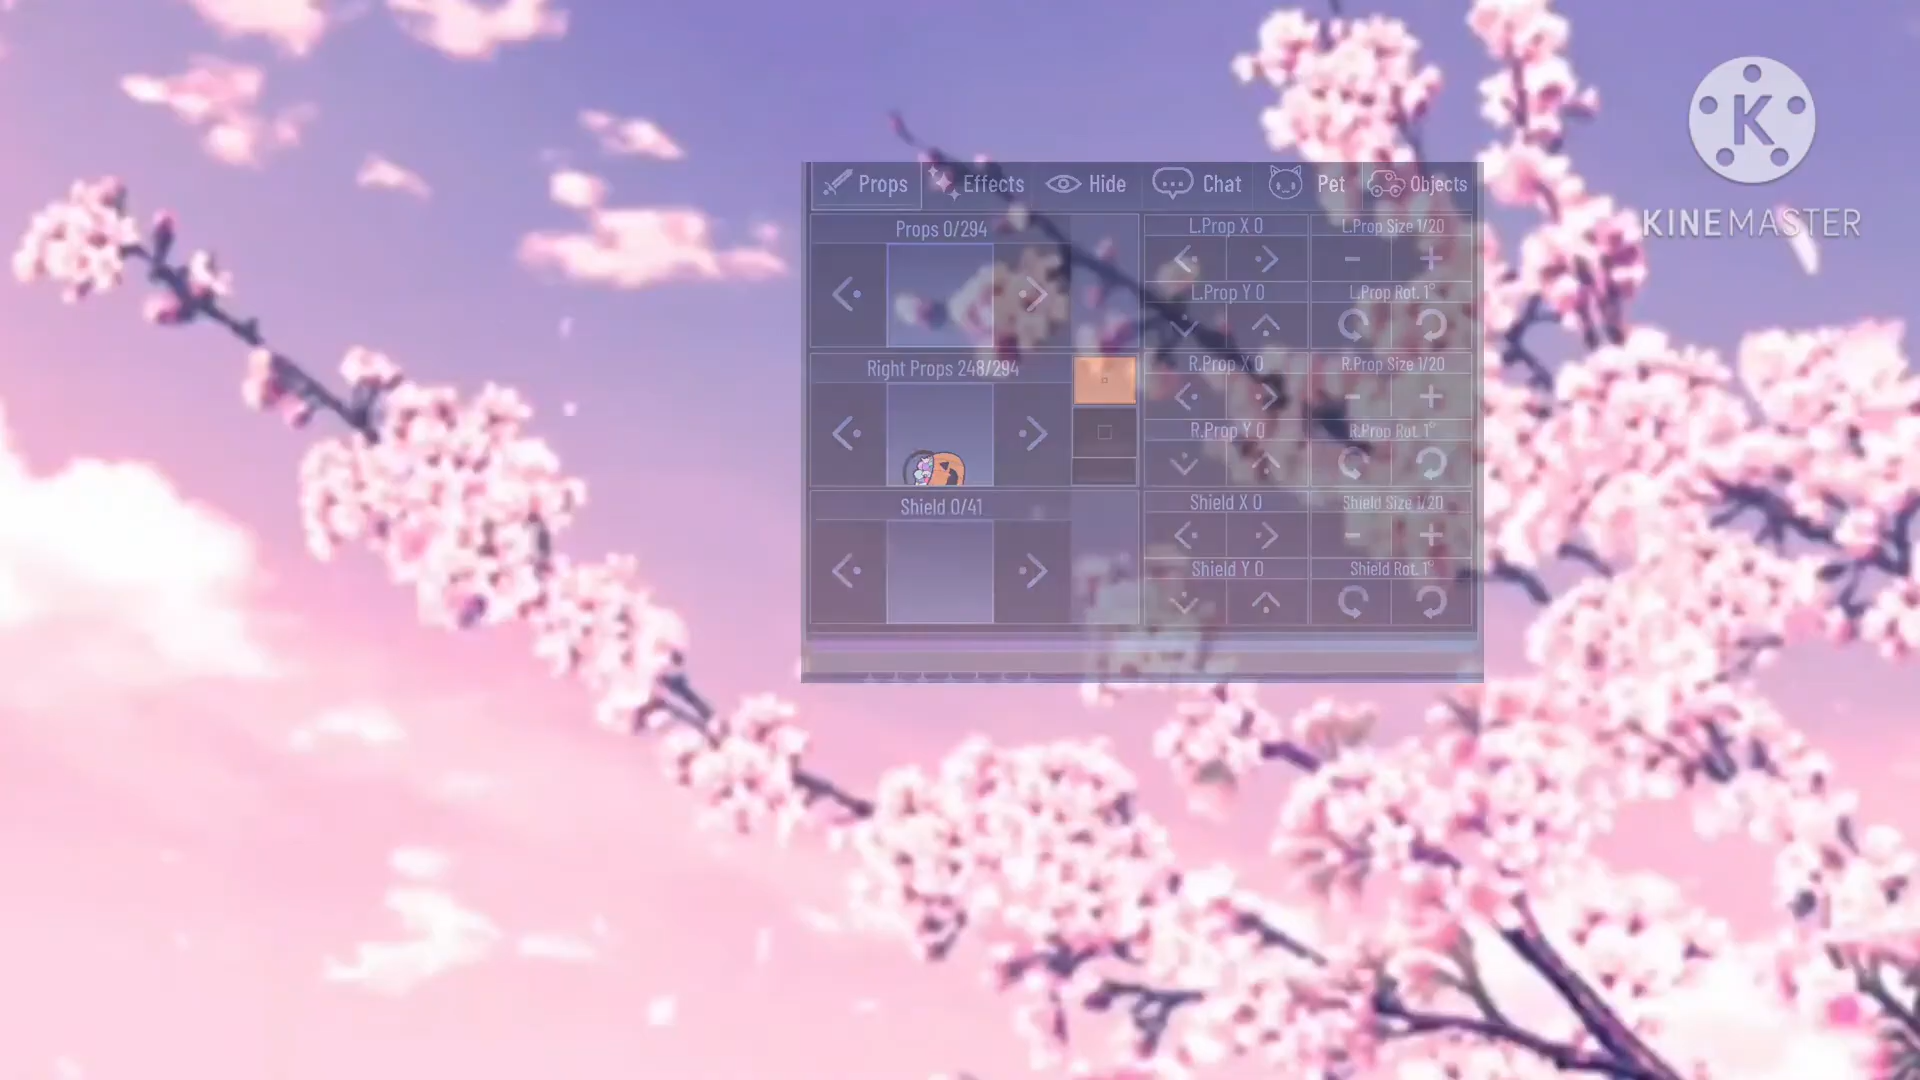 Props Effects Hide Chat Pet Objects
Props 0/294
L.Prop X 0
L.Prop Size 1/20
L.Prop Y 0
L.Prop Rot. 1°
Right Props 248/294
R.Prop X 0
R.Prop Size 1/20
R.Prop Y 0
R.Prop Rot. 1°
Shield 0/41
Shield X 0
Shield Size 1/20
Shield Y 0
Shield Rot. 1°
K
KINEMASTER